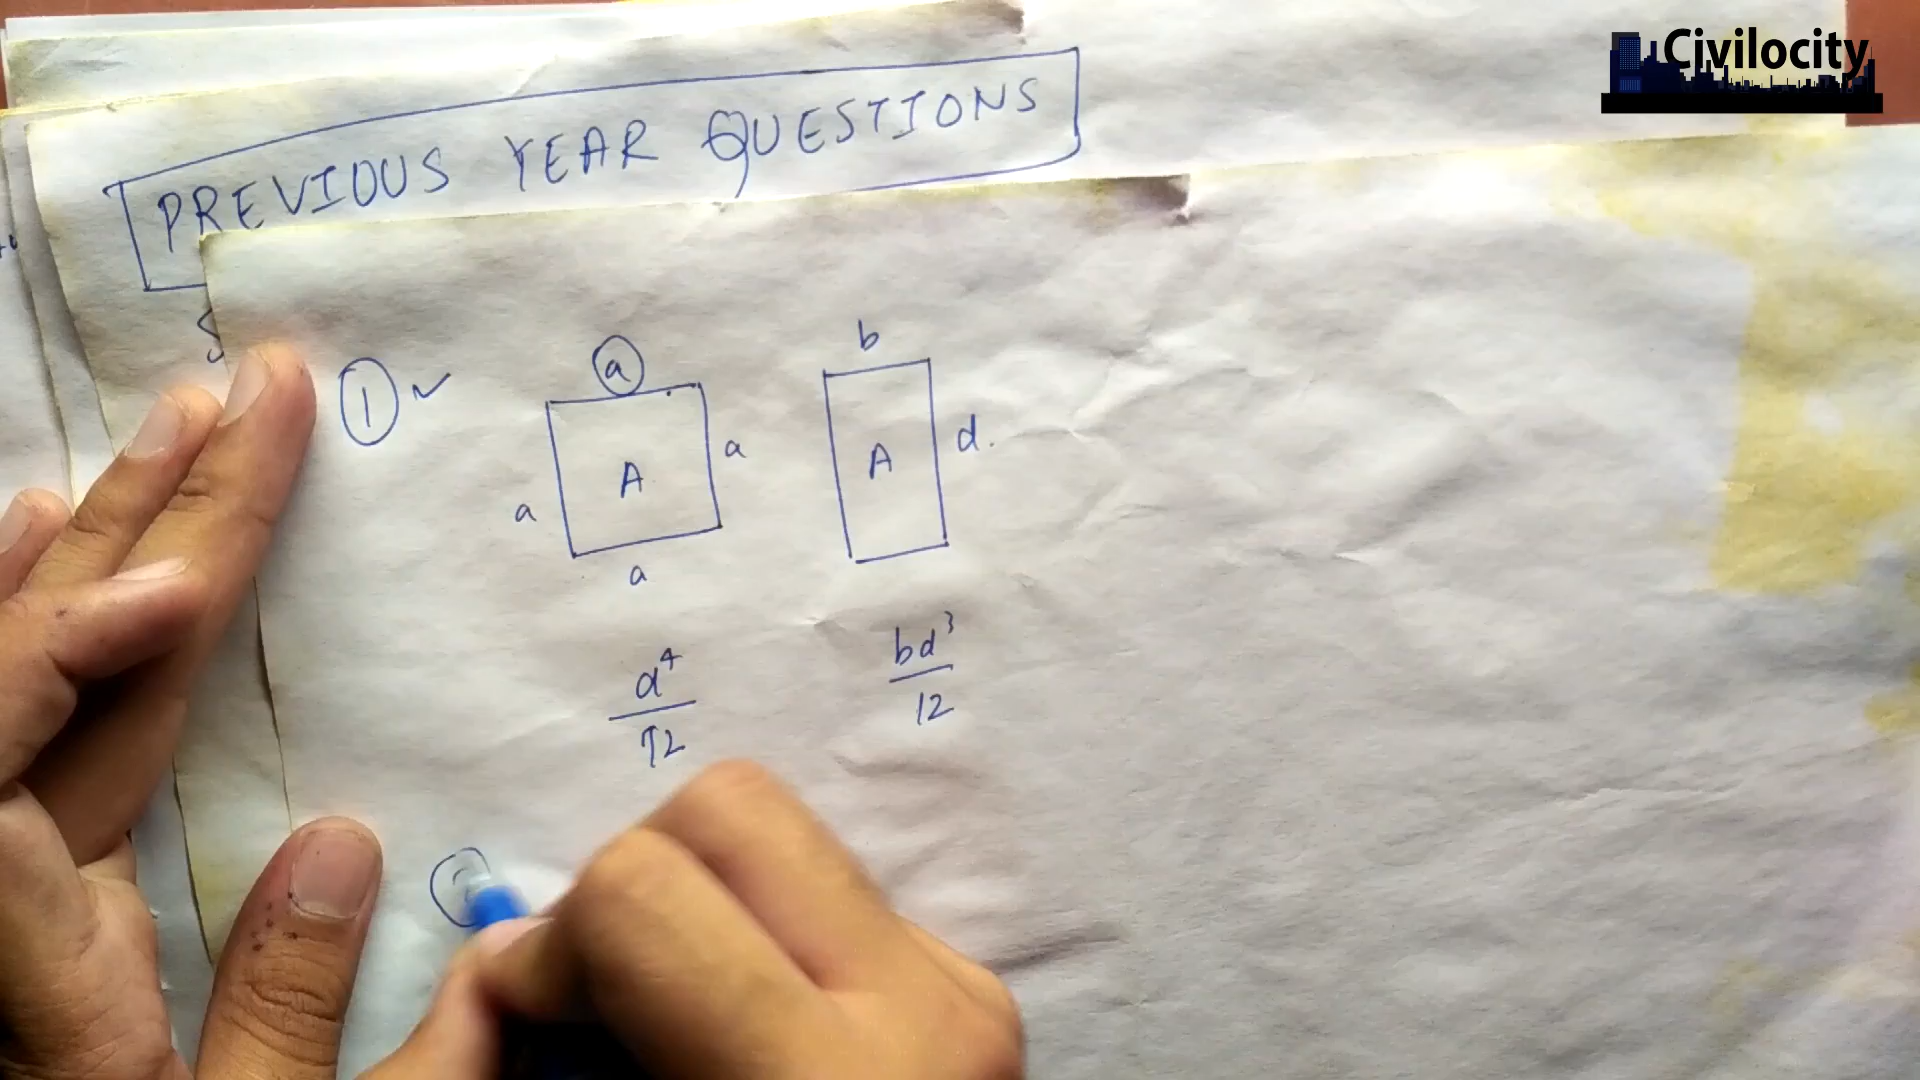 Civilocity
PREVIOUS YEAR QUESTIONS
S
1
a
b
a
A
A
d.
a
a
a⁴
12
bd³
12